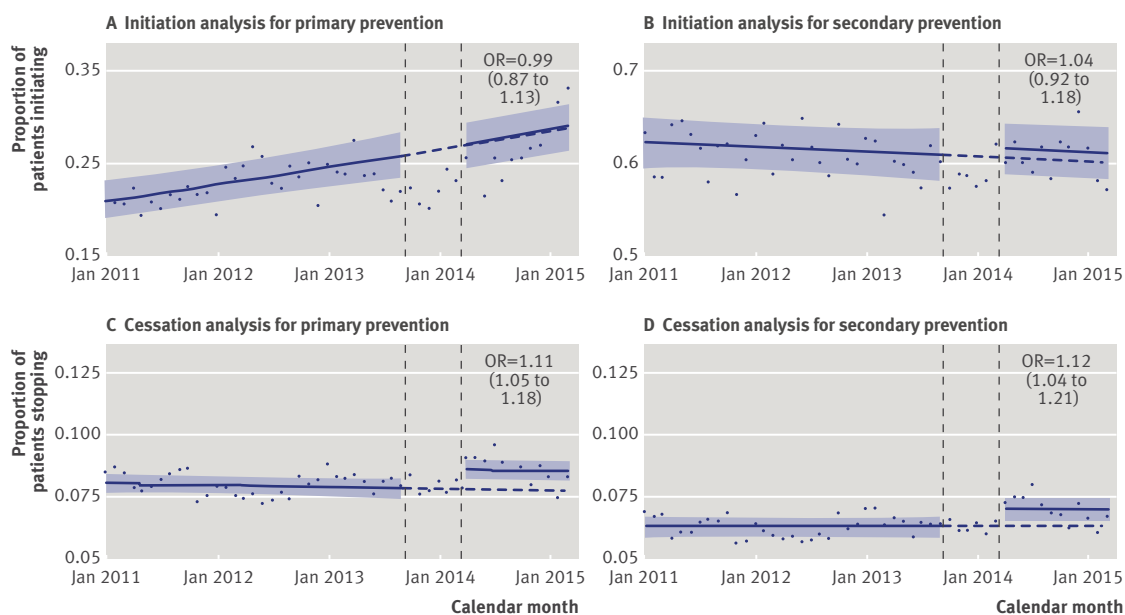 A Initiation analysis for primary prevention
Proportion of
patients initiating
0.35
0.25
0.15
OR=0.99
(0.87 to
1.13)
Jan 2011 Jan 2012 Jan 2013 Jan 2014 Jan 2015
B Initiation analysis for secondary prevention
0.7
0.6
0.5
OR=1.04
(0.92 to
1.18)
Jan 2011 Jan 2012 Jan 2013 Jan 2014 Jan 2015
C Cessation analysis for primary prevention
Proportion of
patients stopping
0.125
0.100
0.075
0.05
OR=1.11
(1.05 to
1.18)
Jan 2011 Jan 2012 Jan 2013 Jan 2014 Jan 2015
Calendar month
D Cessation analysis for secondary prevention
0.125
0.100
0.075
0.05
OR=1.12
(1.04 to
1.21)
Jan 2011 Jan 2012 Jan 2013 Jan 2014 Jan 2015
Calendar month